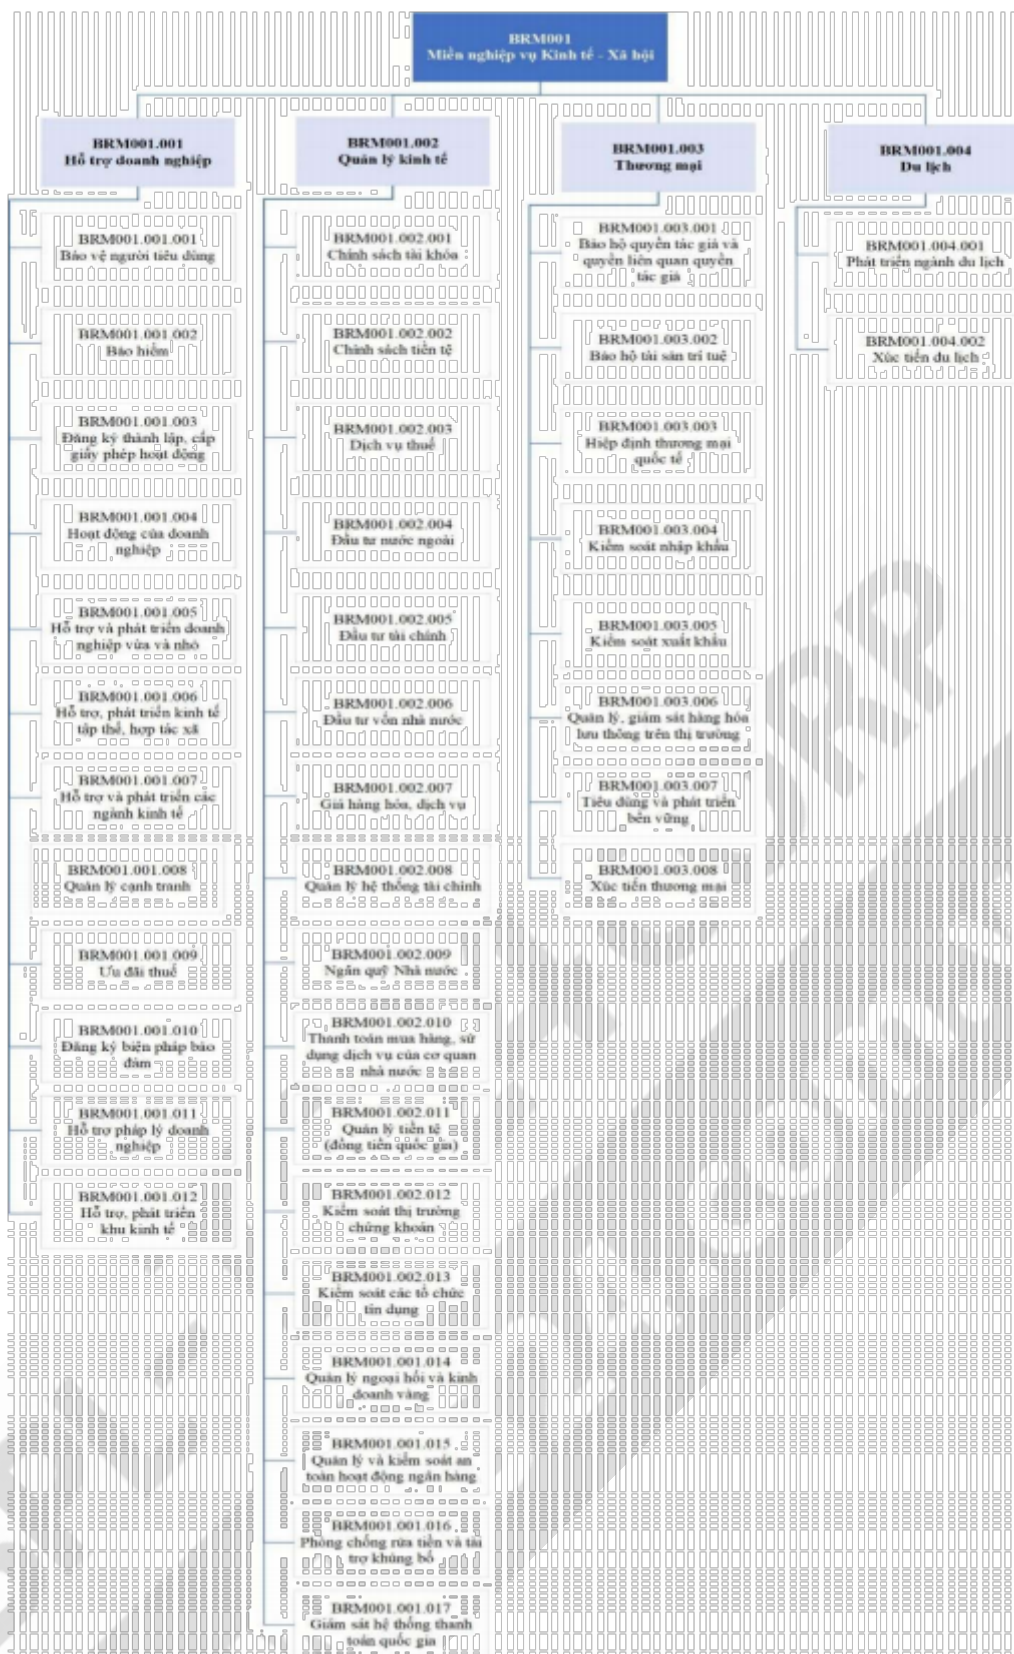 BRM001
Miền nghiệp vụ Kinh tế - Xã hội
BRM001.001
Hỗ trợ doanh nghiệp
BRM001.001.001
Bảo vệ người tiêu dùng
BRM001.001.002
Bảo hiểm
BRM001.001.003
Đăng ký thành lập, cấp
giấy phép hoạt động
BRM001.001.004
Hoạt động của doanh
nghiệp
BRM001.001.005
Hỗ trợ và phát triển doanh
nghiệp vừa và nhỏ
BRM001.001.006
Hỗ trợ, phát triển kinh tế
tập thể, hợp tác xã
BRM001.001.007
Hỗ trợ và phát triển các
ngành kinh tế
BRM001.001.008
Quản lý cạnh tranh
BRM001.001.009
Ưu đãi thuế
BRM001.001.010
Đăng ký biện pháp bảo
đảm
BRM001.001.011
Hỗ trợ pháp lý doanh
nghiệp
BRM001.001.012
Hỗ trợ, phát triển
khu kinh tế
BRM001.002
Quản lý kinh tế
BRM001.002.001
Chính sách tài khóa
BRM001.002.002
Chính sách tiền tệ
BRM001.002.003
Dịch vụ thuế
BRM001.002.004
Đầu tư nước ngoài
BRM001.002.005
Đầu tư tài chính
BRM001.002.006
Đầu tư vốn nhà nước
BRM001.002.007
Giá hàng hóa, dịch vụ
BRM001.002.008
Quản lý hệ thống tài chính
BRM001.002.009
Ngân quỹ Nhà nước
BRM001.002.010
Thanh toán mua hàng, sử
dụng dịch vụ của cơ quan
nhà nước
BRM001.002.011
Quản lý tiền tệ
(đồng tiền quốc gia)
BRM001.002.012
Kiểm soát thị trường
chứng khoán
BRM001.002.013
Kiểm soát các tổ chức
tín dụng
BRM001.001.014
Quản lý ngoại hối và kinh
doanh vàng
BRM001.001.015
Quản lý và kiểm soát an
toàn hoạt động ngân hàng
BRM001.001.016
Phòng chống rửa tiền và tài
trợ khủng bố
BRM001.001.017
Giám sát hệ thống thanh
toán quốc gia
BRM001.003
Thương mại
BRM001.003.001
Bảo hộ quyền tác giả và
quyền liên quan quyền
tác giả
BRM001.003.002
Bảo hộ tài sản trí tuệ
BRM001.003.003
Hiệp định thương mại
quốc tế
BRM001.003.004
Kiểm soát nhập khẩu
BRM001.003.005
Kiểm soát xuất khẩu
BRM001.003.006
Quản lý, giám sát hàng hóa
lưu thông trên thị trường
BRM001.003.007
Tiêu dùng và phát triển
bền vững
BRM001.003.008
Xúc tiến thương mại
BRM001.004
Du lịch
BRM001.004.001
Phát triển ngành du lịch
BRM001.004.002
Xúc tiến du lịch